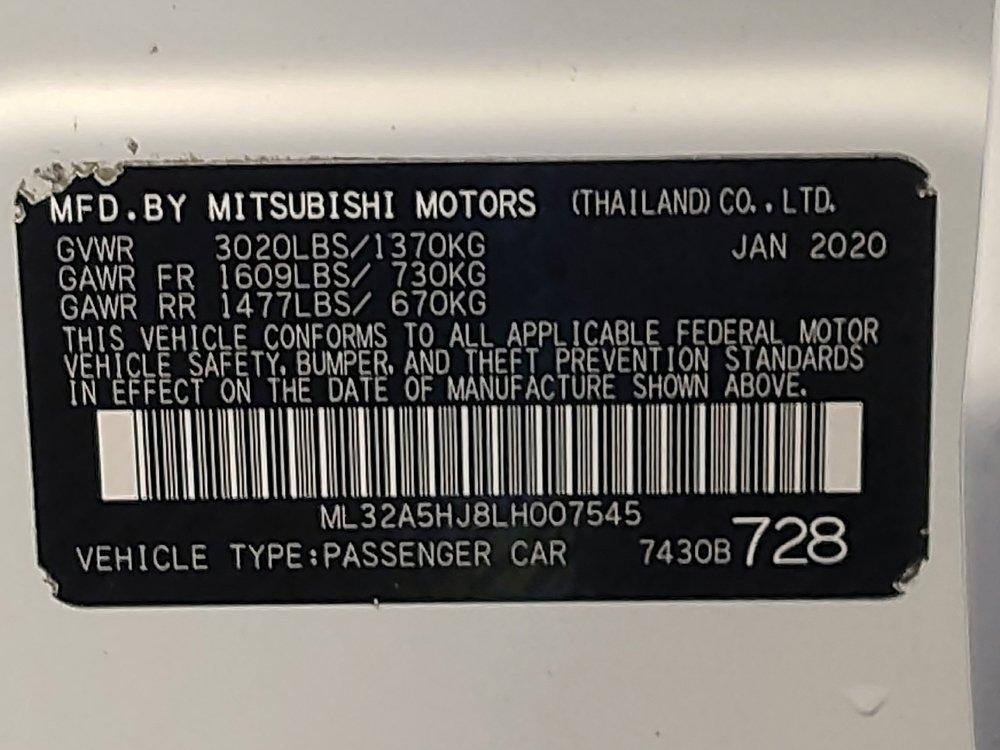 MFD.BY MITSUBISHI MOTORS (THAILAND) CO.,LTD.
GVWR 3020LBS/1370KG JAN 2020
GAWR FR 1609LBS/ 730KG
GAWR RR 1477LBS/ 670KG
THIS VEHICLE CONFORMS TO ALL APPLICABLE FEDERAL MOTOR
VEHICLE SAFETY, BUMPER, AND THEFT PREVENTION STANDARDS
IN EFFECT ON THE DATE OF MANUFACTURE SHOWN ABOVE.
ML32A5HJ8LH007545
VEHICLE TYPE:PASSENGER CAR 7430B728